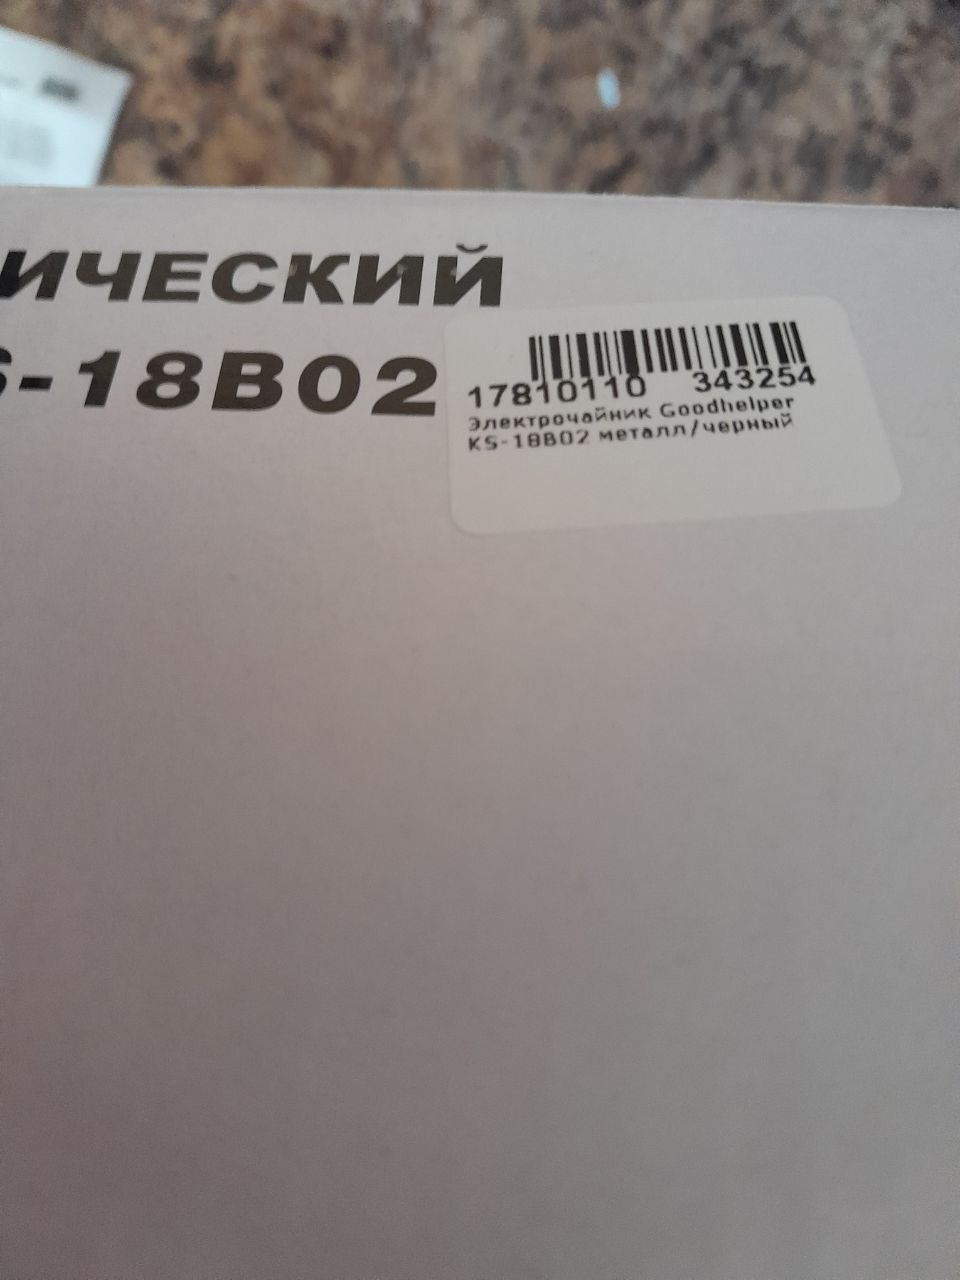 ИЧЕСКИЙ
S-18B02
17810110 343254
Электрочайник Goodhelper
KS-18B02 металл/черный